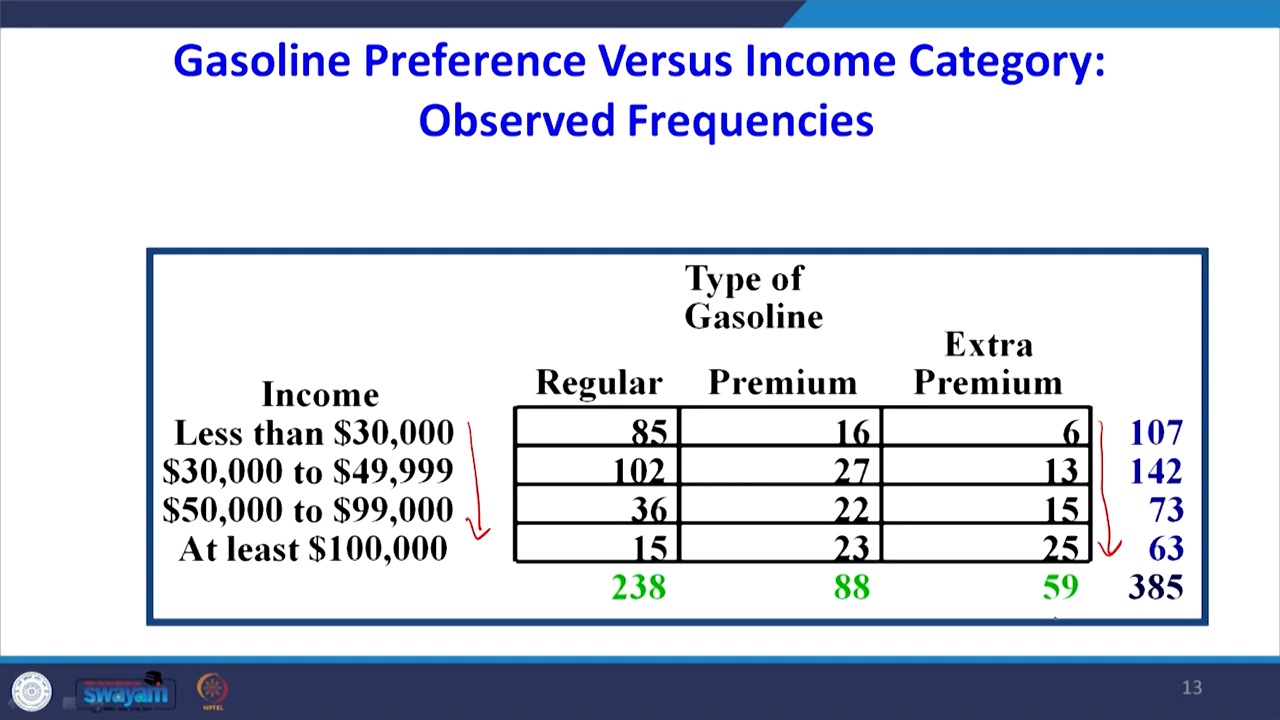 Gasoline Preference Versus Income Category:
Observed Frequencies
Type of
Gasoline
Income Regular Premium Extra Premium
Less than $30,000 85 16 6 107
$30,000 to $49,999 102 27 13 142
$50,000 to $99,000 36 22 15 73
At least $100,000 15 23 25 63
238 88 59 385
swayam
NPTEL
13